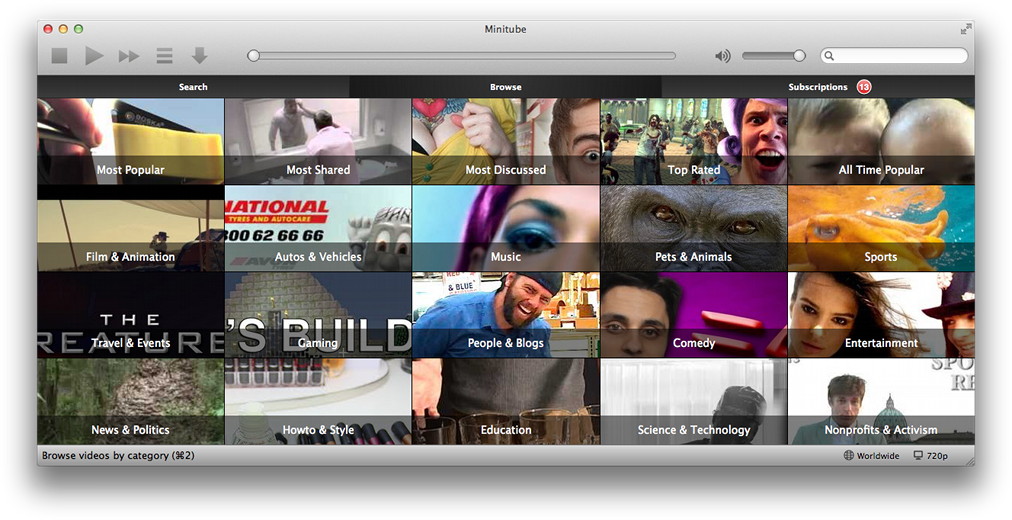 Minitube
Search
Browse
Subscriptions 13
Most Popular
Most Shared
Most Discussed
Top Rated
All Time Popular
NATIONAL
TYRES AND AUTOCARE
800 62 66 66
Film & Animation
Autos & Vehicles
Music
Pets & Animals
Sports
& BLUE
THE
REATURE
'S BUILD
Travel & Events
Gaming
People & Blogs
Comedy
Entertainment
SPO
RE
News & Politics
Howto & Style
Education
Science & Technology
Nonprofits & Activism
Browse videos by category (⌘2)
Worldwide
720p